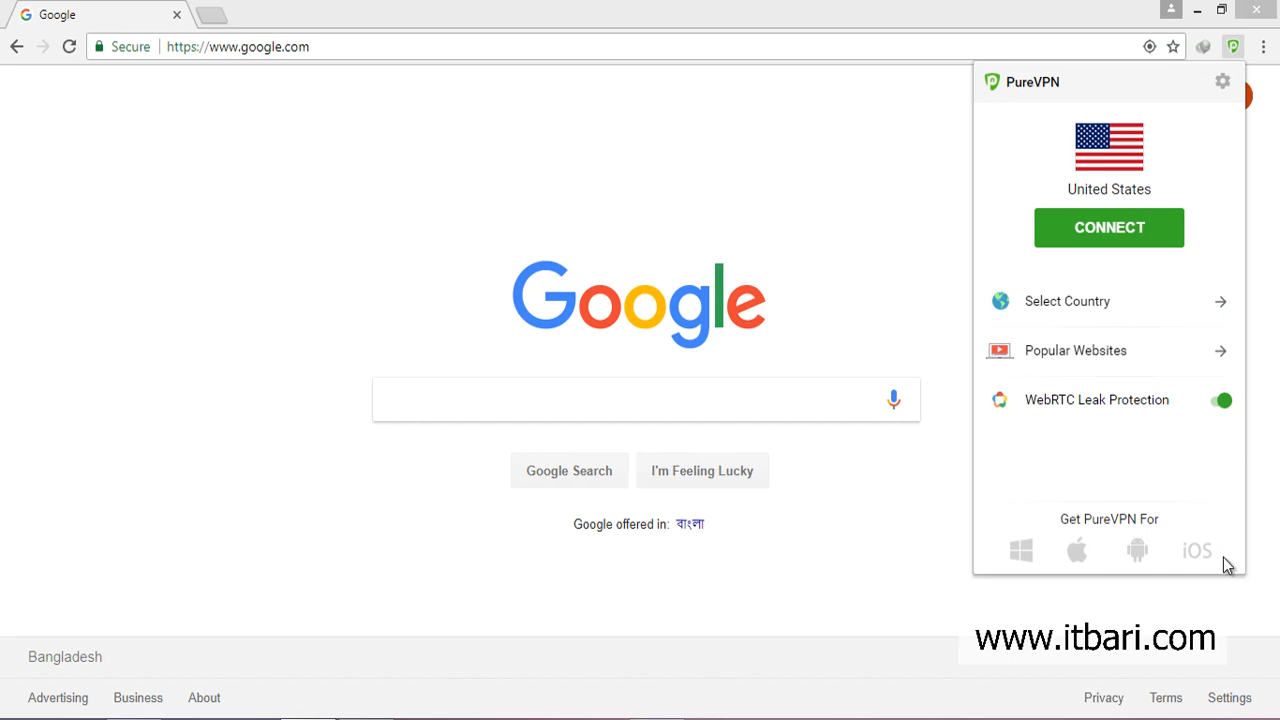 Google
Secure
https://www.google.com
PureVPN
United States
CONNECT
Select Country
Popular Websites
WebRTC Leak Protection
Get PureVPN For
iOS
Google
Google Search
I'm Feeling Lucky
Google offered in: বাংলা
www.itbari.com
Bangladesh
Advertising
Business
About
Privacy
Terms
Settings